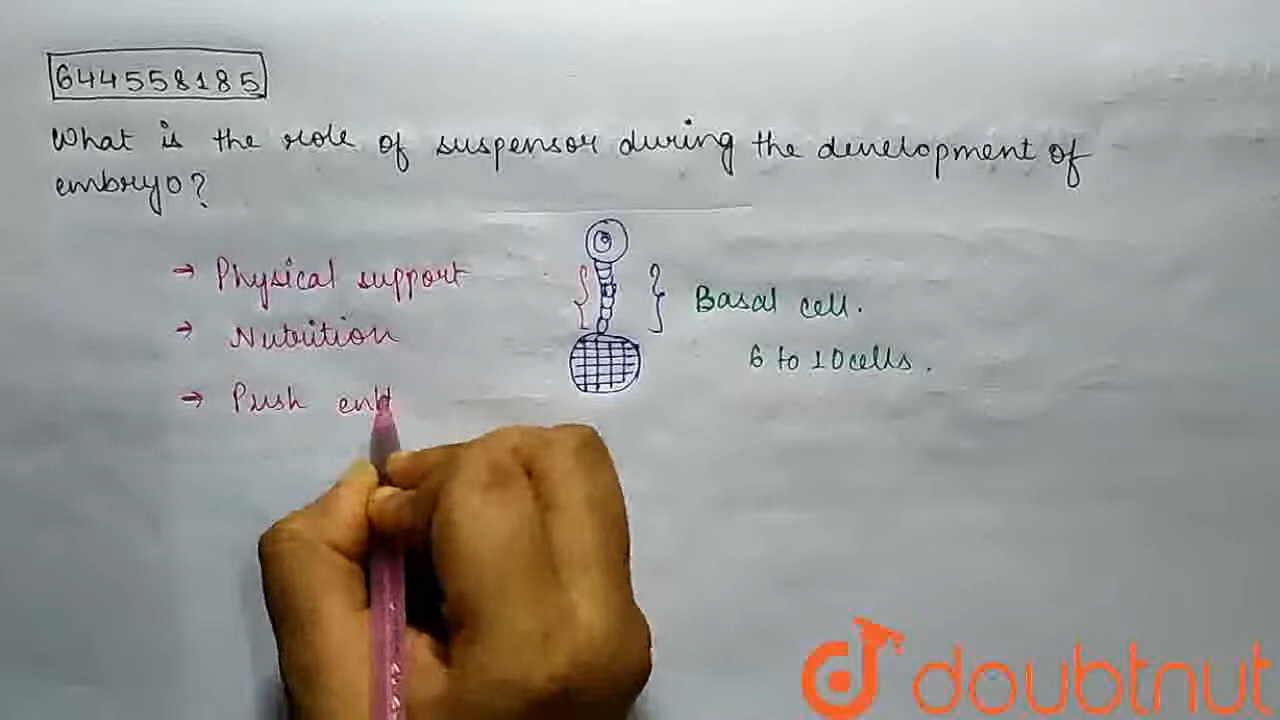 644558185
What is the role of suspensor during the development of
embryo?
→ Physical support
→ Nutrition
→ Push
Basal cell.
6 to 10 cells.
doubtnut